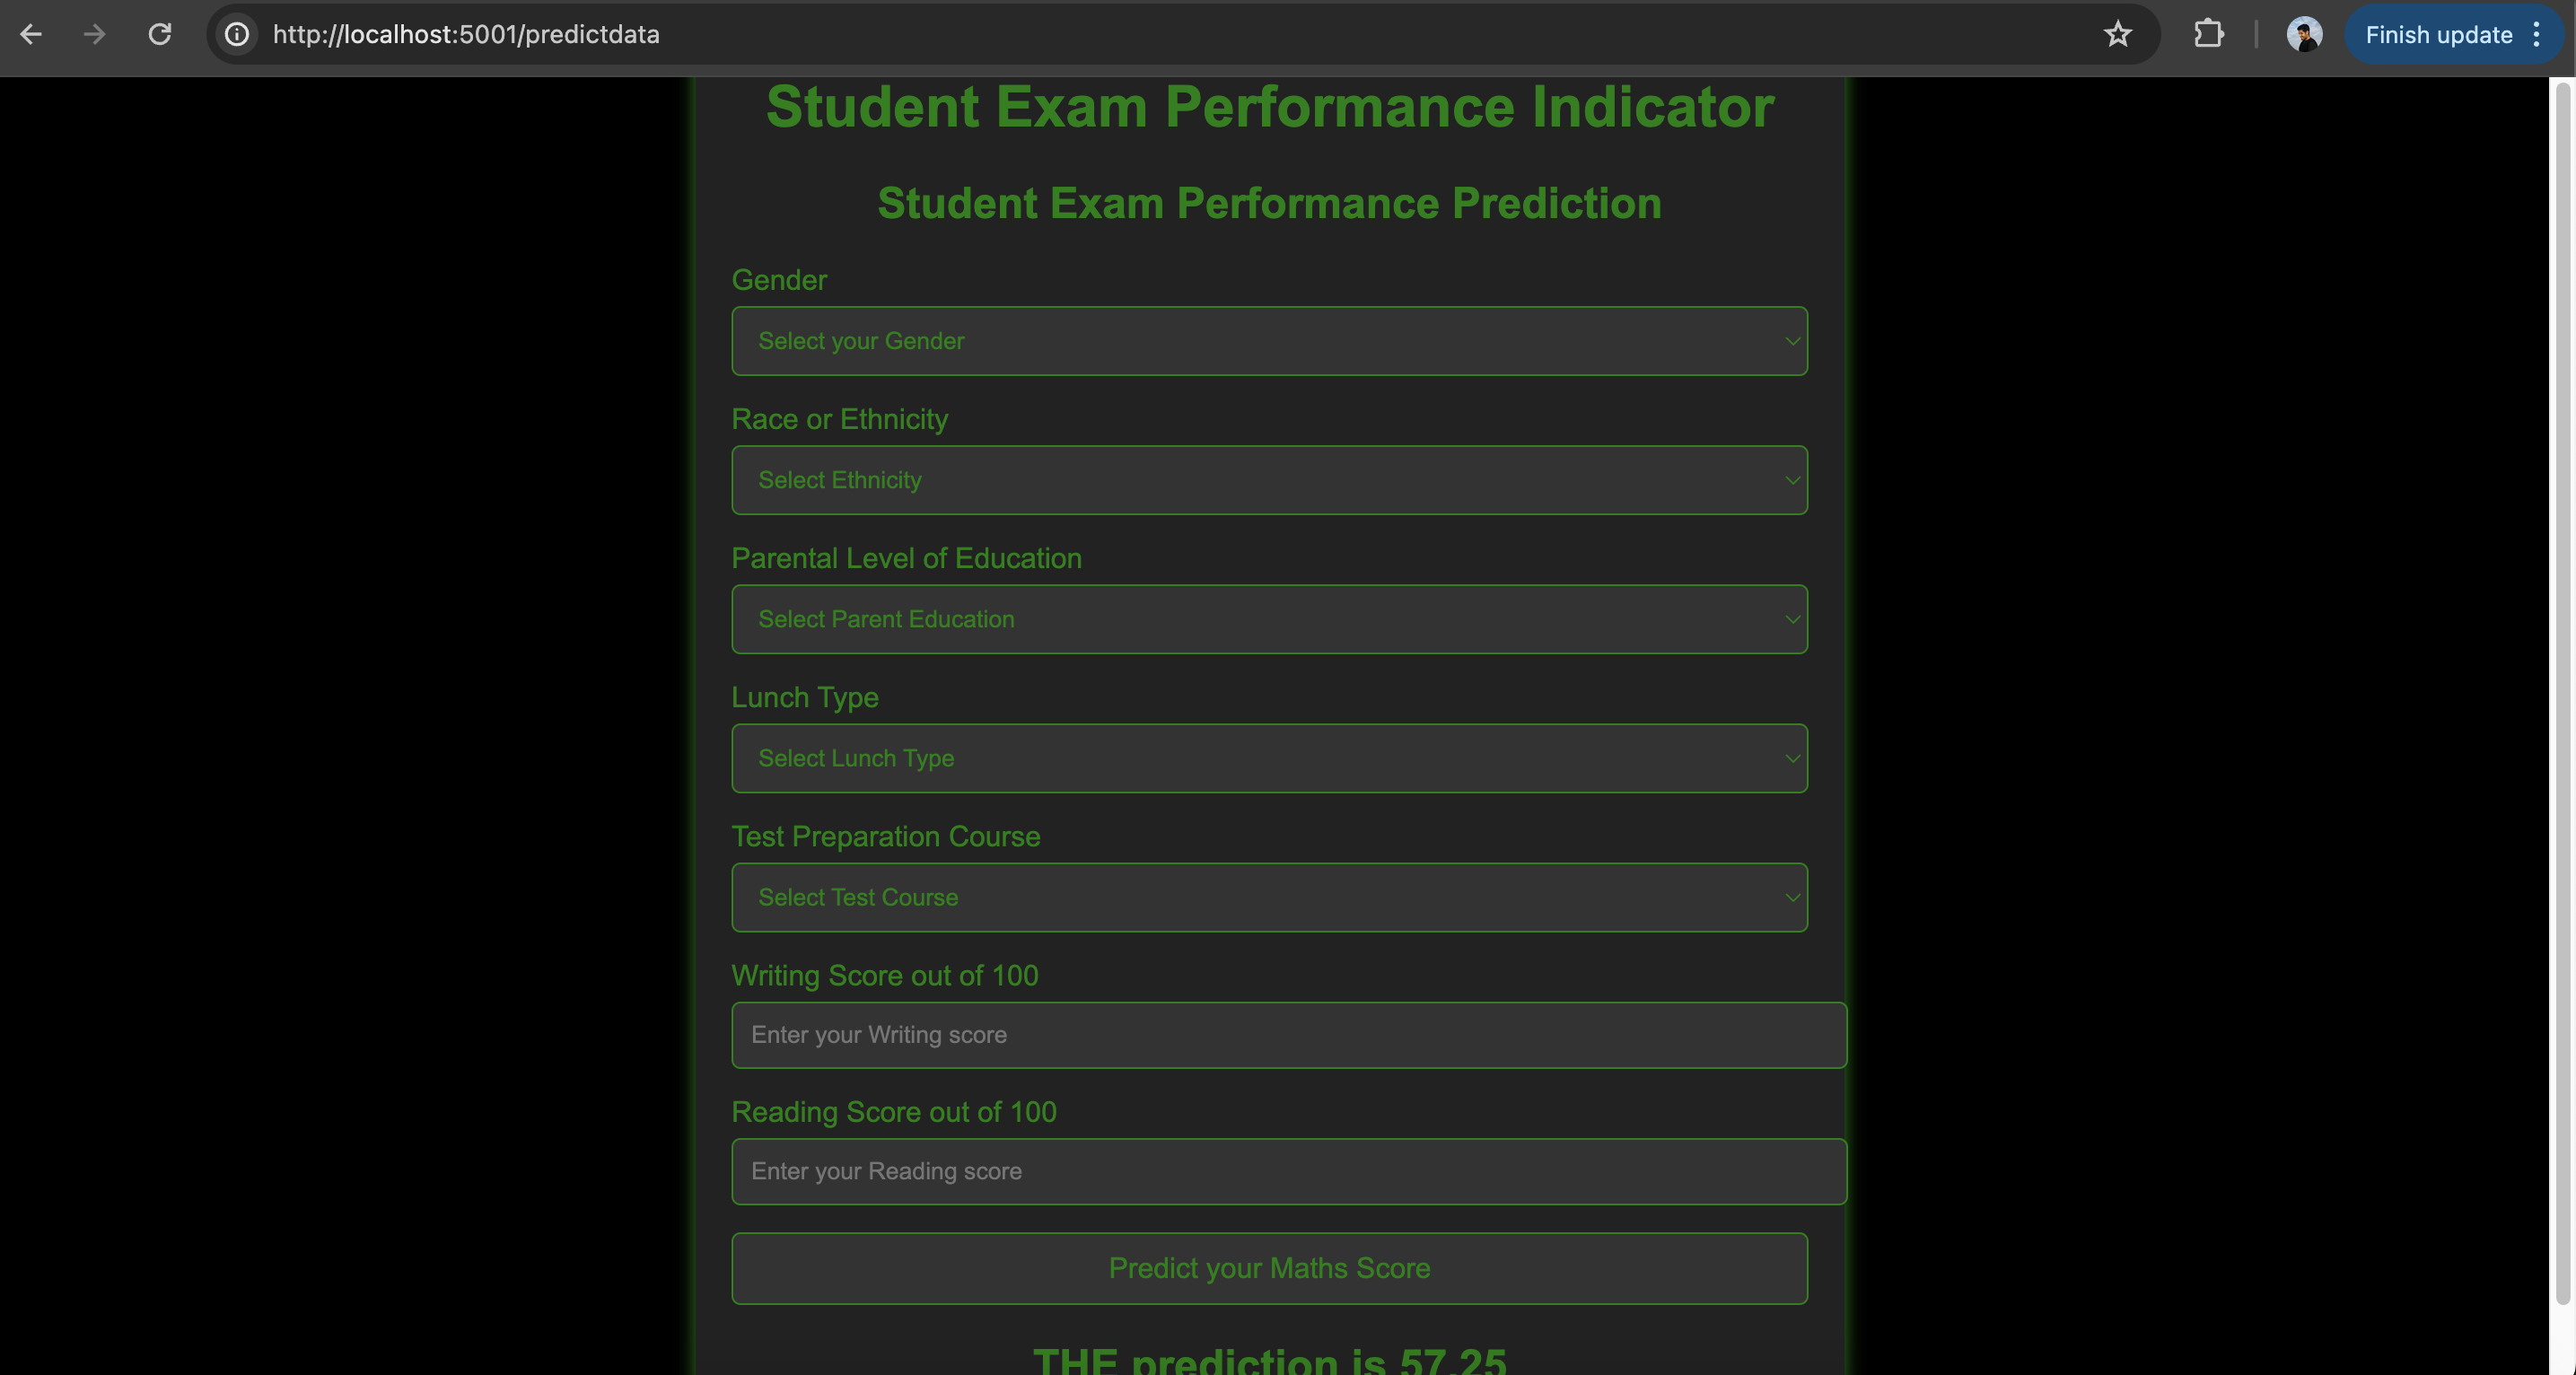 http://localhost:5001/predictdata
Finish update
Student Exam Performance Indicator
Student Exam Performance Prediction
Gender
Select your Gender
Race or Ethnicity
Select Ethnicity
Parental Level of Education
Select Parent Education
Lunch Type
Select Lunch Type
Test Preparation Course
Select Test Course
Writing Score out of 100
Enter your Writing score
Reading Score out of 100
Enter your Reading score
Predict your Maths Score
THE prediction is 57.25